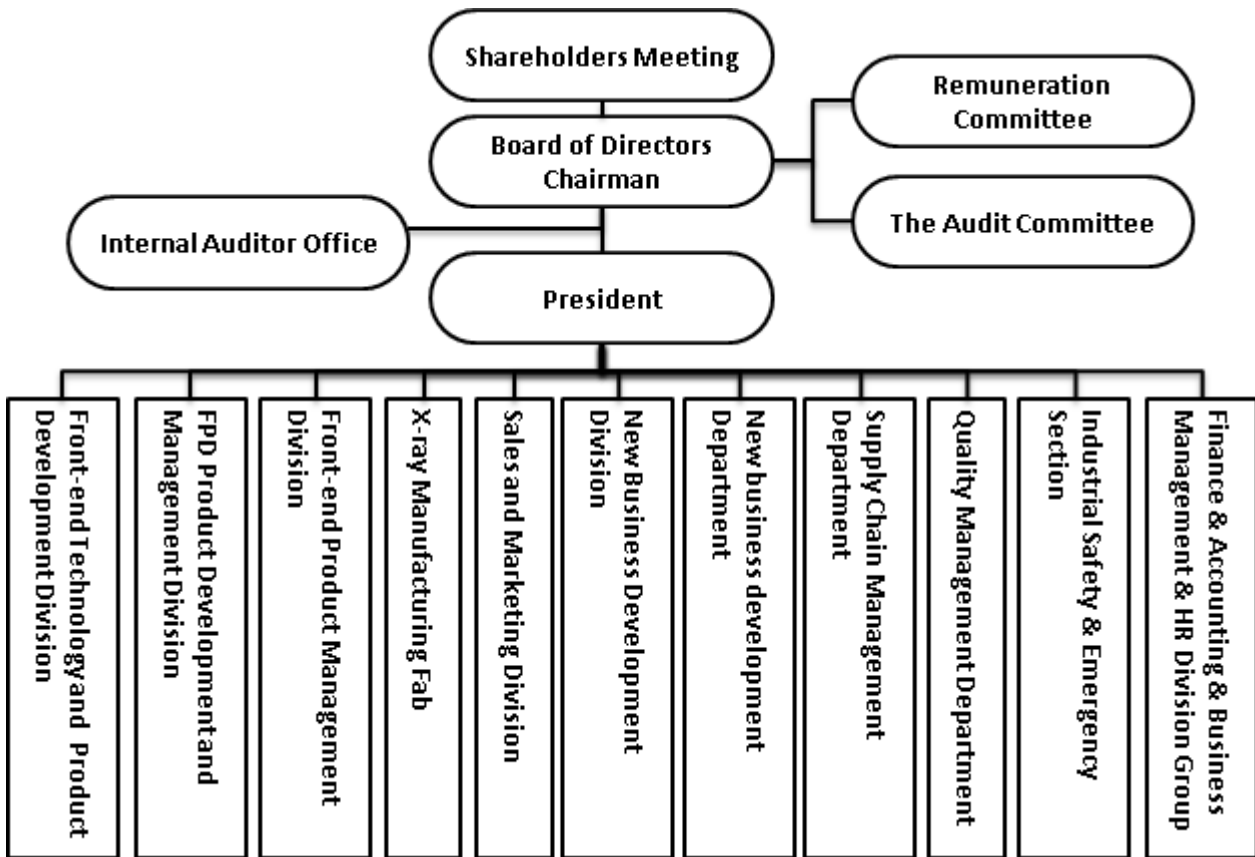 Shareholders Meeting
Remuneration
Committee
Board of Directors
Chairman
The Audit Committee
Internal Auditor Office
President
Front-end Technology and Product
Development Division
FPD Product Development and
Management Division
Front-end Product Management
Division
X-ray Manufacturing Fab
Sales and Marketing Division
New Business Development
Division
New business development
Department
Supply Chain Management
Department
Quality Management Department
Industrial Safety & Emergency
Section
Finance & Accounting & Business
Management & HR Division Group